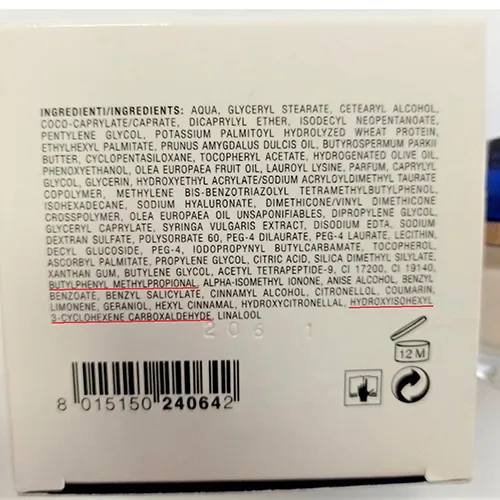 INGREDIENTI/INGREDIENTS: AQUA, GLYCERYL STEARATE, CETEARYL ALCOHOL,
COCO-CAPRYLATE/CAPRATE, DICAPRYLYL ETHER, ISODECYL NEOPENTANOATE,
PENTYLENE GLYCOL, POTASSIUM PALMITOYL HYDROLYZED WHEAT PROTEIN,
ETHYLHEXYL PALMITATE, PRUNUS AMYGDALUS DULCIS OIL, BUTYROSPERMUM PARKII
BUTTER, CYCLOPENTASILOXANE, TOCOPHERYL ACETATE, HYDROGENATED OLIVE OIL,
PHENOXYETHANOL, OLEA EUROPAEA FRUIT OIL, LAUROYL LYSINE, PARFUM, CAPRYLYL
GLYCOL, GLYCERIN, HYDROXYETHYL ACRYLATE/SODIUM ACRYLOYLDIMETHYL TAURATE
COPOLYMER, METHYLENE BIS-BENZOTRIAZOLYL TETRAMETHYLBUTYLPHENOL,
ISOHEXADECANE, SODIUM HYALURONATE, DIMETHICONE/VINYL DIMETHICONE
CROSSPOLYMER, OLEA EUROPAEA OIL UNSAPONIFIABLES, DIPROPYLENE GLYCOL,
GLYCERYL CAPRYLATE, SYRINGA VULGARIS EXTRACT, DISODIUM EDTA, SODIUM
DEXTRAN SULFATE, POLYSORBATE 60, PEG-4 DILAURATE, PEG-4 LAURATE, LECITHIN,
DECYL GLUCOSIDE, PEG-4, IODOPROPYNYL BUTYLCARBAMATE, TOCOPHEROL,
ASCORBYL PALMITATE, PROPYLENE GLYCOL, CITRIC ACID, SILICA DIMETHYL SILYLATE,
XANTHAN GUM, BUTYLENE GLYCOL, ACETYL TETRAPEPTIDE-9, CI 17200, CI 19140,
BUTYLPHENYL METHYLPROPIONAL, ALPHA-ISOMETHYL IONONE, ANISE ALCOHOL, BENZYL
BENZOATE, BENZYL SALICYLATE, CINNAMYL ALCOHOL, CITRONELLOL, COUMARIN,
LIMONENE, GERANIOL, HEXYL CINNAMAL, HYDROXYCITRONELLAL, HYDROXYISOHEXYL
3-CYCLOHEXENE CARBOXALDEHYDE, LINALOOL
206 1
12 M
8 015150 240642